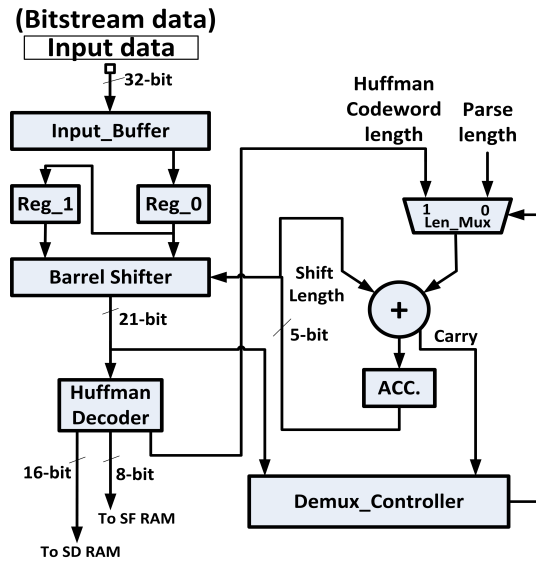 (Bitstream data)
Input data
32-bit
Huffman
Codeword
length
Parse
length
Input_Buffer
Reg_1
Reg_0
1
0
Len_Mux
Barrel Shifter
Shift
Length
+
21-bit
5-bit
Carry
Huffman
Decoder
ACC.
16-bit
8-bit
Demux_Controller
To SF RAM
To SD RAM